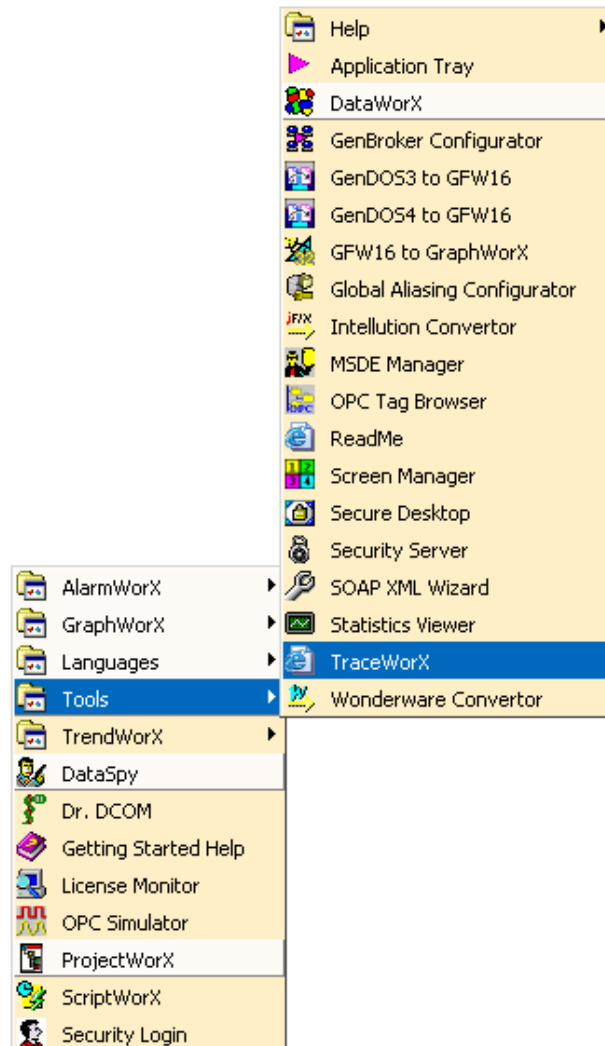 Help
Application Tray
DataWorX
GenBroker Configurator
GenDOS3 to GFW16
GenDOS4 to GFW16
GFW16 to GraphWorX
Global Aliasing Configurator
Intellution Convertor
MSDE Manager
OPC Tag Browser
ReadMe
Screen Manager
Secure Desktop
Security Server
SOAP XML Wizard
Statistics Viewer
TraceWorX
Wonderware Convertor
AlarmWorX
GraphWorX
Languages
Tools
TrendWorX
DataSpy
Dr. DCOM
Getting Started Help
License Monitor
OPC Simulator
ProjectWorX
ScriptWorX
Security Login